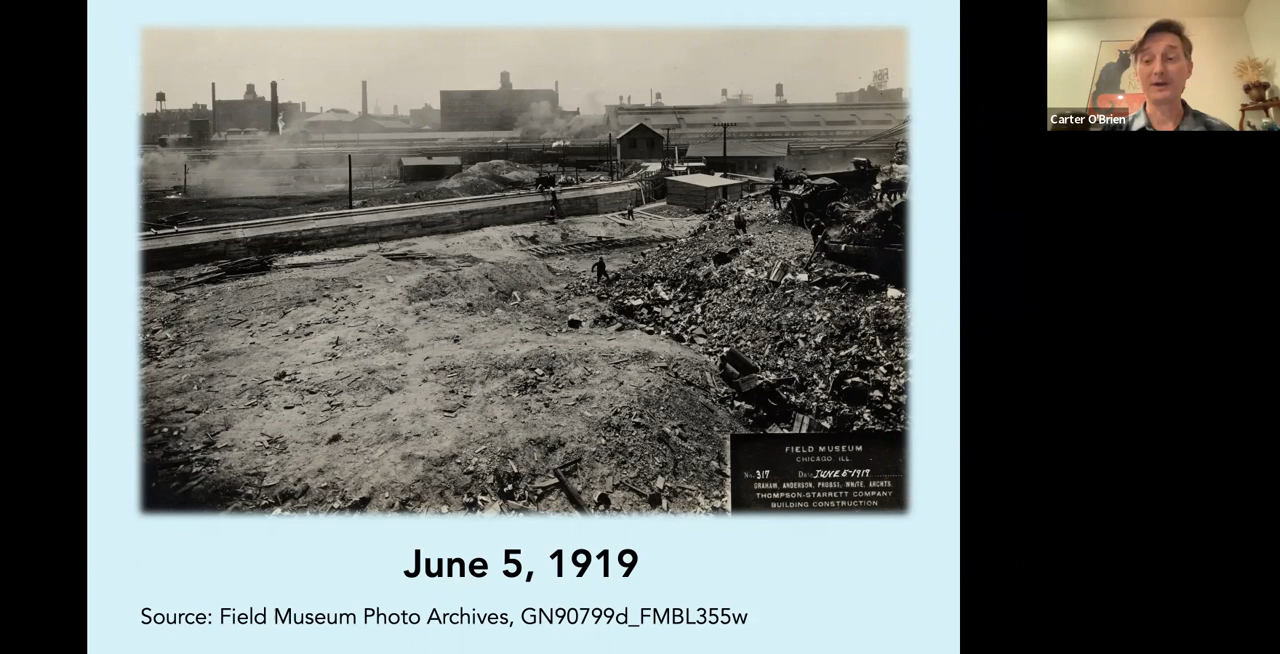 FIELD MUSEUM
CHICAGO, ILL.
No. 317 Date JUNE 5-1919
GRAHAM, ANDERSON, PROBST, WHITE, ARCHTS.
THOMPSON-STARRETT COMPANY
BUILDING CONSTRUCTION
June 5, 1919
Source: Field Museum Photo Archives, GN90799d_FMBL355w
Carter O'Brien